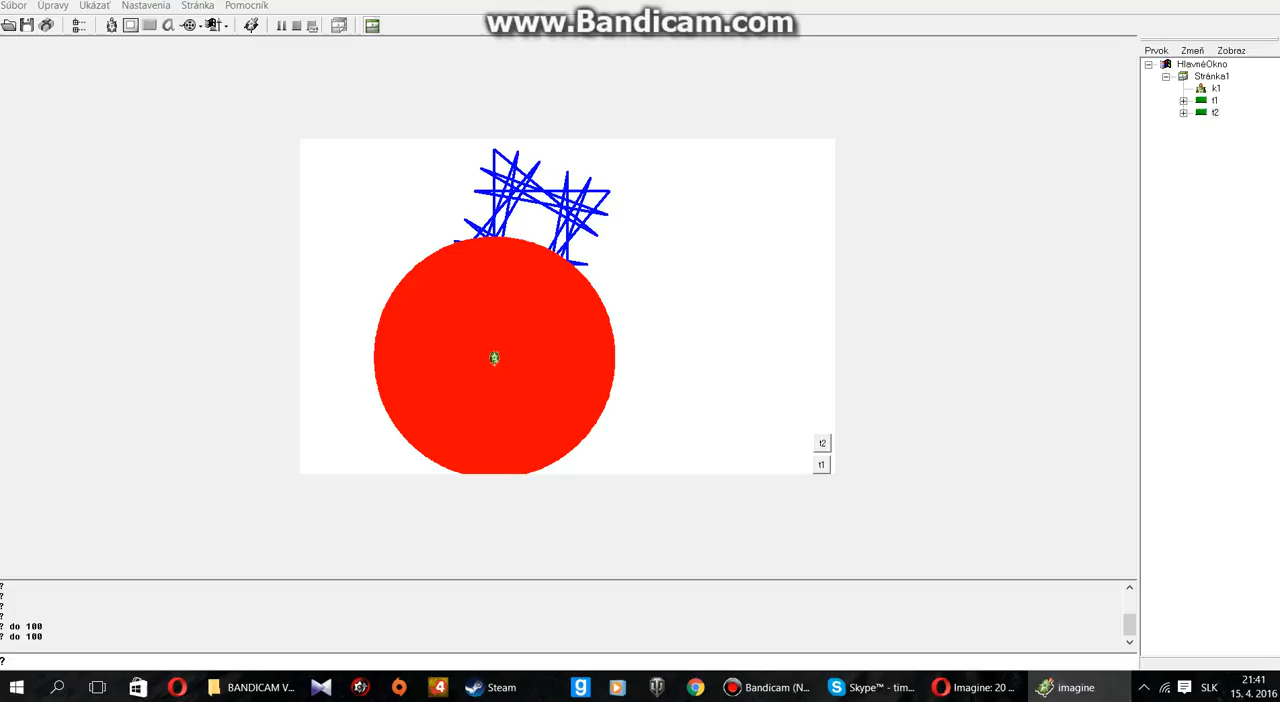 Súbor Úpravy Ukázať Nastavenia Stránka Pomocník
www.Bandicam.com
Prvok Zmeň Zobraz
HlavnéOkno
Stránka1
k1
t1
t2
t2
t1
?
?
?
?
? do 100
? do 100
?
BANDICAM V...
4
Steam
g
Bandicam (N...
Skype™ - tim...
Imagine: 20 ...
imagine
SLK
21:41
15. 4. 2016